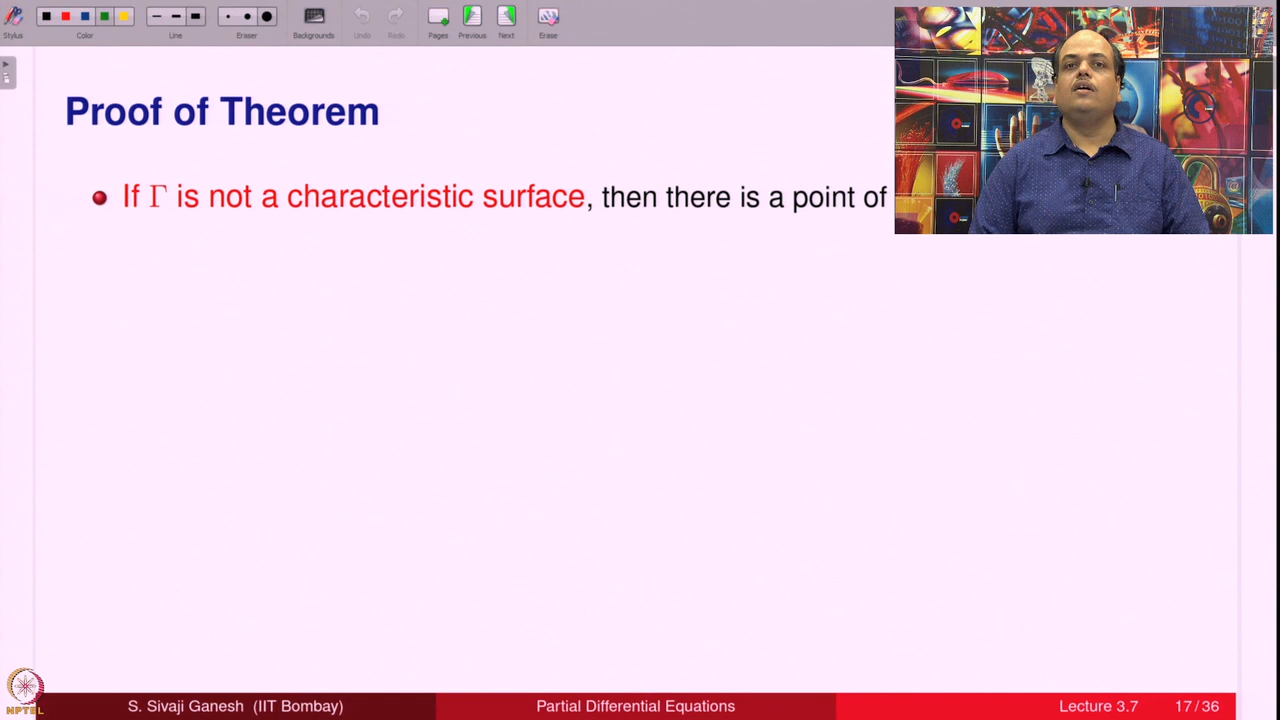 Stylus
Color
Line
Eraser
Backgrounds
Undo
Redo
Pages
Previous
Next
Erase
Proof of Theorem
If Γ is not a characteristic surface, then there is a point of
NPTEL
S. Sivaji Ganesh (IIT Bombay)
Partial Differential Equations
Lecture 3.7
17 / 36